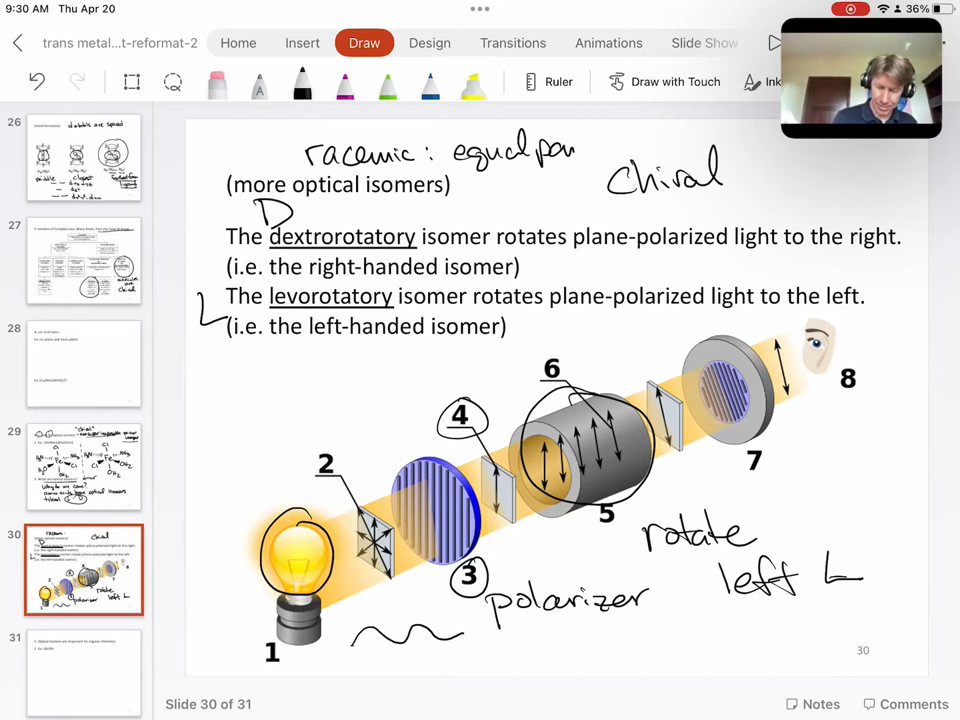 9:30 AM Thu Apr 20
36%
trans metal...t-reformat-2
Home Insert Draw Design Transitions Animations Slide Show
Ruler
Draw with Touch
Ink
26
27
28
29
30
31
racemic: equal por
(more optical isomers)
chiral
D
The dextrorotatory isomer rotates plane-polarized light to the right.
(i.e. the right-handed isomer)
The levorotatory isomer rotates plane-polarized light to the left.
L
(i.e. the left-handed isomer)
1
2
3
4
5
6
7
8
polarizer
rotate
left L
30
Slide 30 of 31
Notes
Comments